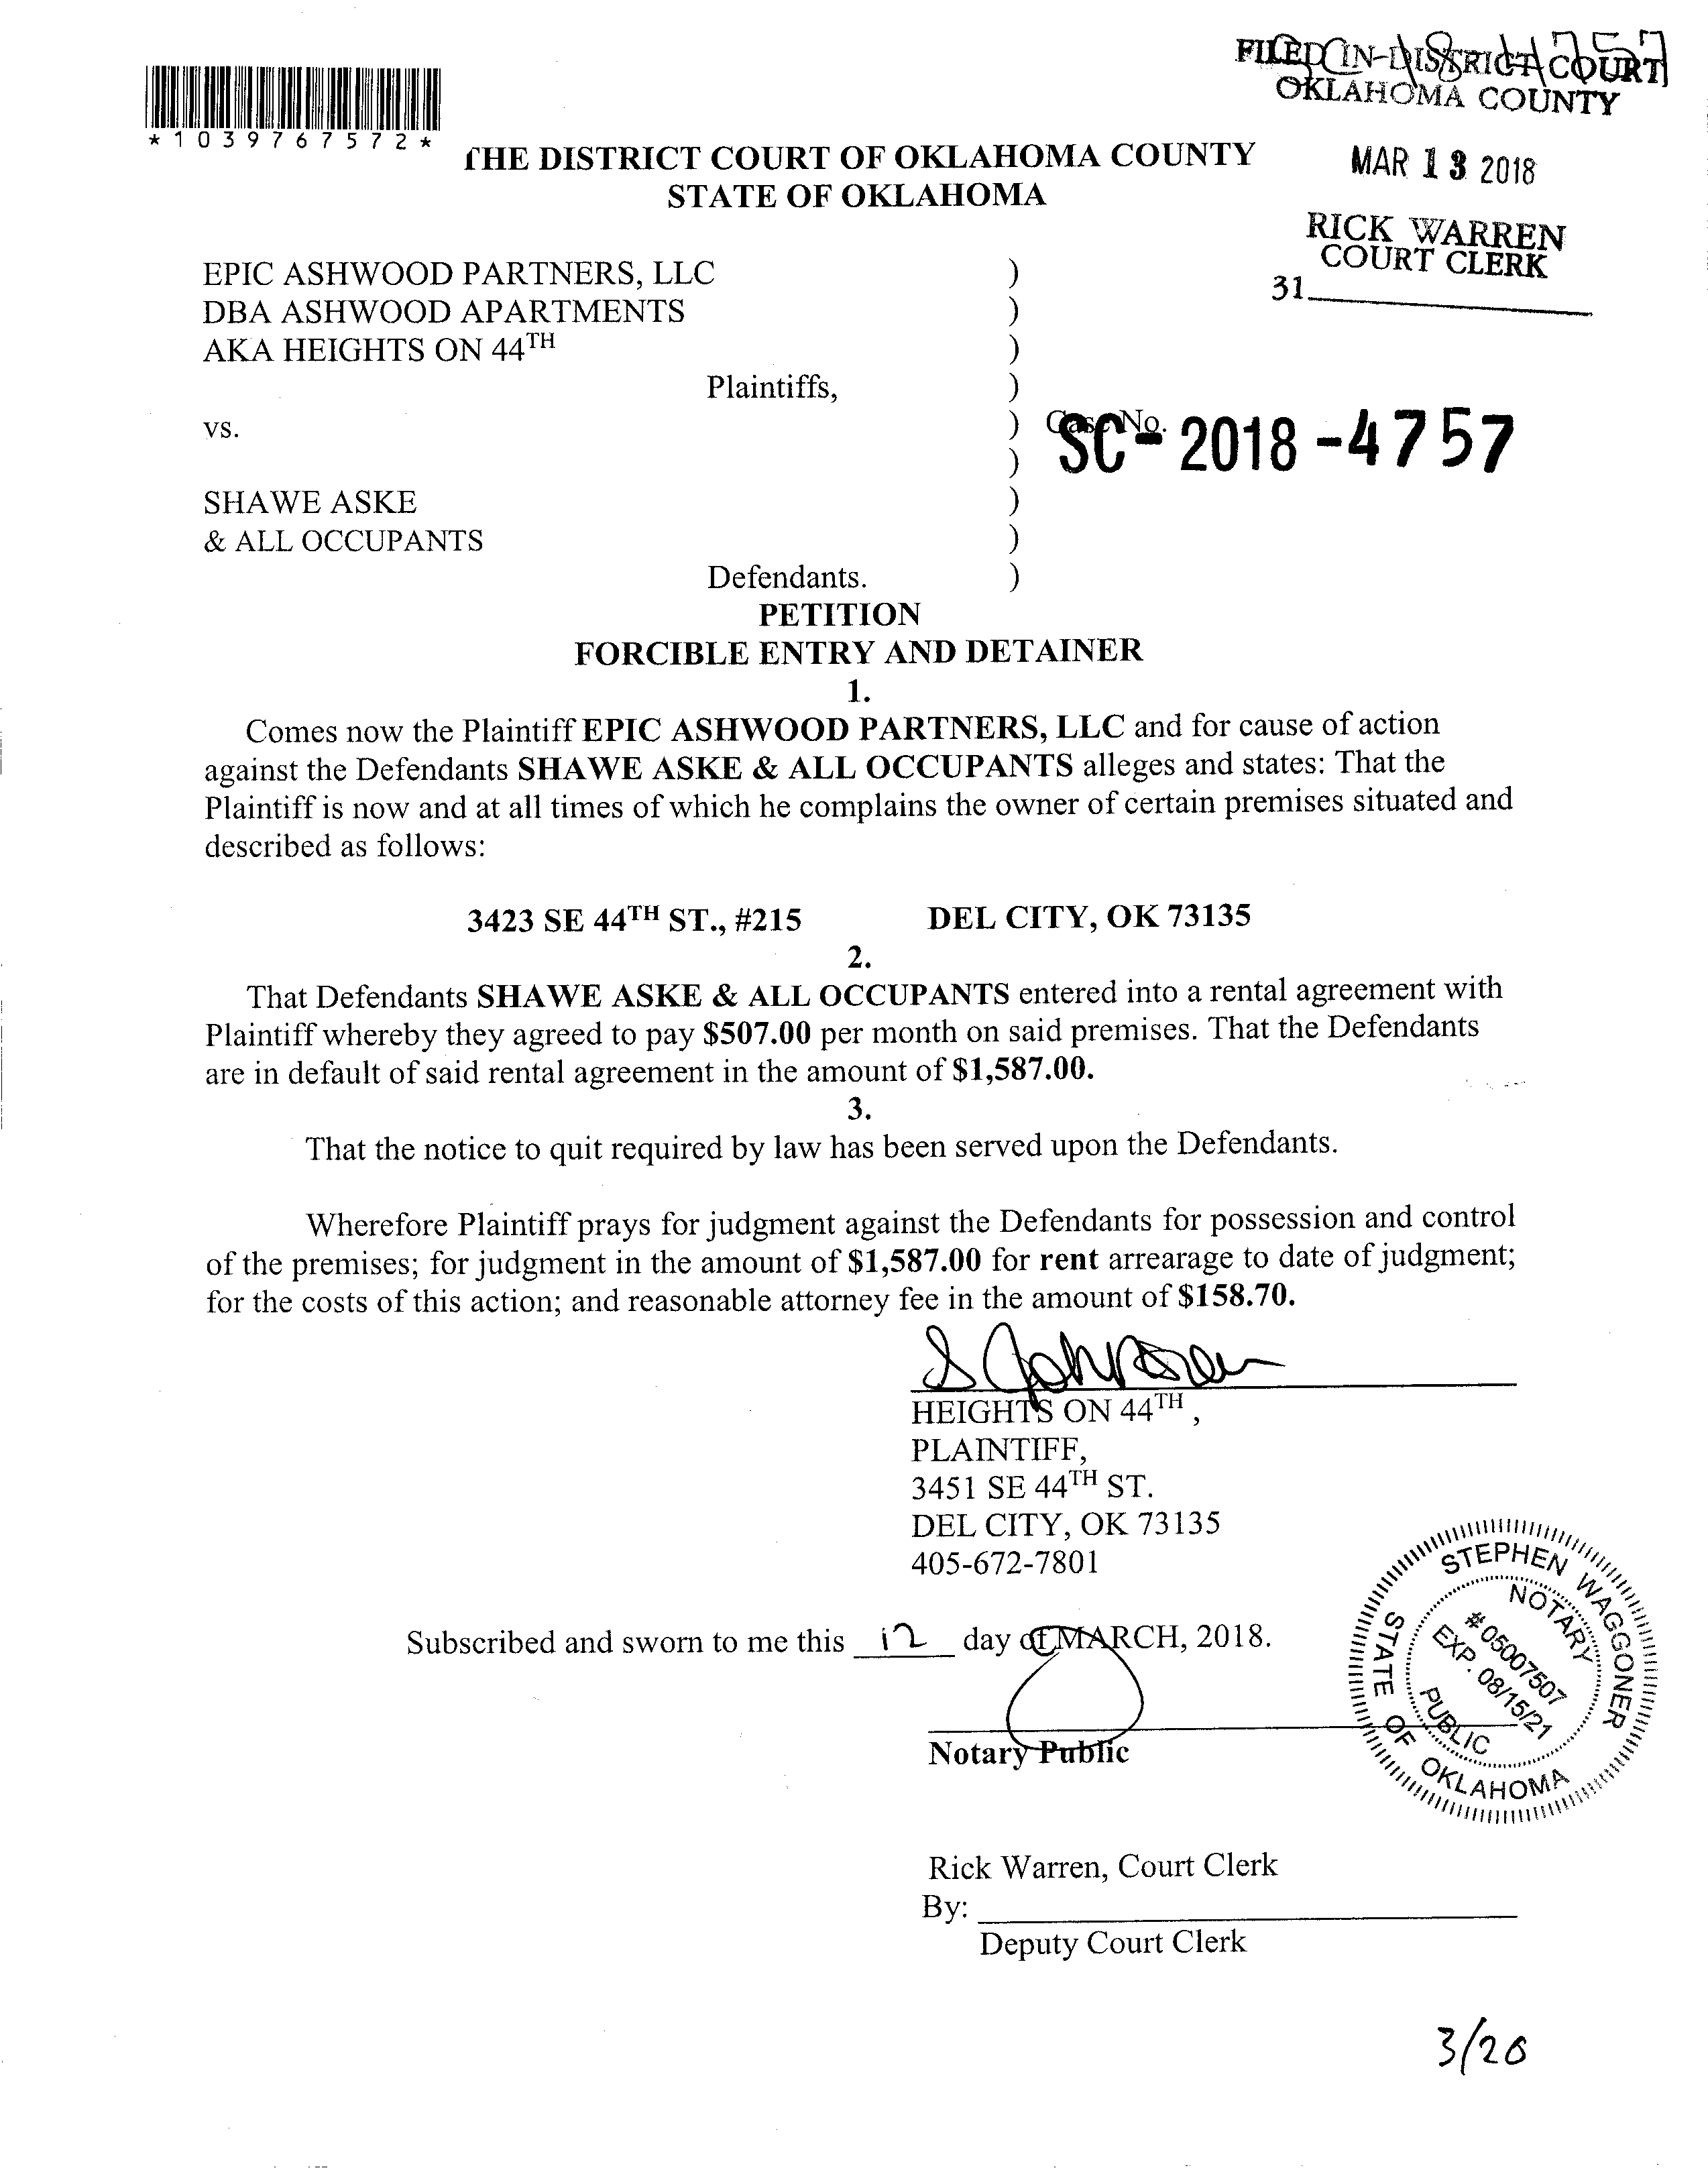 FILED IN DISTRICT COURT
OKLAHOMA COUNTY
*1039767572*
THE DISTRICT COURT OF OKLAHOMA COUNTY
STATE OF OKLAHOMA
MAR 13 2018
RICK WARREN
COURT CLERK
31
EPIC ASHWOOD PARTNERS, LLC )
DBA ASHWOOD APARTMENTS )
AKA HEIGHTS ON 44TH )
Plaintiffs, )
vs. ) Case No. SC-2018-4757
)
SHAWE ASKE )
& ALL OCCUPANTS )
Defendants. )
PETITION
FORCIBLE ENTRY AND DETAINER
1.
Comes now the Plaintiff EPIC ASHWOOD PARTNERS, LLC and for cause of action
against the Defendants SHAWE ASKE & ALL OCCUPANTS alleges and states: That the
Plaintiff is now and at all times of which he complains the owner of certain premises situated and
described as follows:
3423 SE 44TH ST., #215 DEL CITY, OK 73135
2.
That Defendants SHAWE ASKE & ALL OCCUPANTS entered into a rental agreement with
Plaintiff whereby they agreed to pay $507.00 per month on said premises. That the Defendants
are in default of said rental agreement in the amount of $1,587.00.
3.
That the notice to quit required by law has been served upon the Defendants.
Wherefore Plaintiff prays for judgment against the Defendants for possession and control
of the premises; for judgment in the amount of $1,587.00 for rent arrearage to date of judgment;
for the costs of this action; and reasonable attorney fee in the amount of $158.70.
HEIGHTS ON 44TH ,
PLAINTIFF,
3451 SE 44TH ST.
DEL CITY, OK 73135
405-672-7801
Subscribed and sworn to me this 12 day of MARCH, 2018.
Notary Public
STEPHEN WAGGONER
NOTARY
# 05007507
EXP. 08/15/21
PUBLIC
STATE OF OKLAHOMA
Rick Warren, Court Clerk
By:
Deputy Court Clerk
3/20